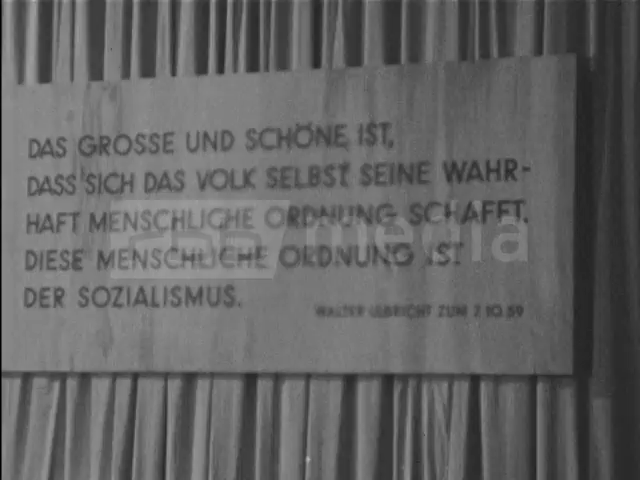 DAS GROSSE UND SCHÖNE IST,
DASS SICH DAS VOLK SELBST SEINE WAHR-
HAFT MENSCHLICHE ORDNUNG SCHAFFT.
DIESE MENSCHLICHE ORDNUNG IST
DER SOZIALISMUS.
WALTER ULBRICHT ZUM 7.10.59
media